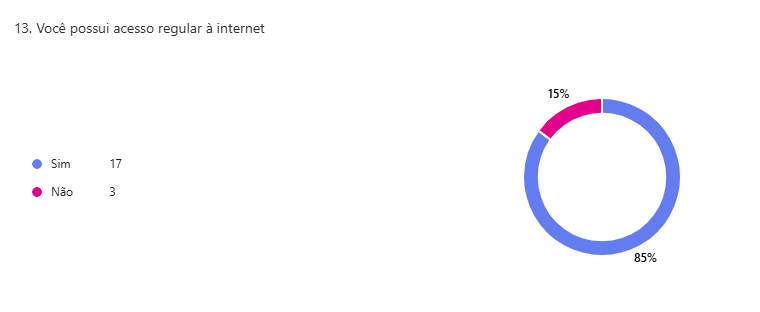 13. Você possui acesso regular à internet
15%
Sim 17
Não 3
85%